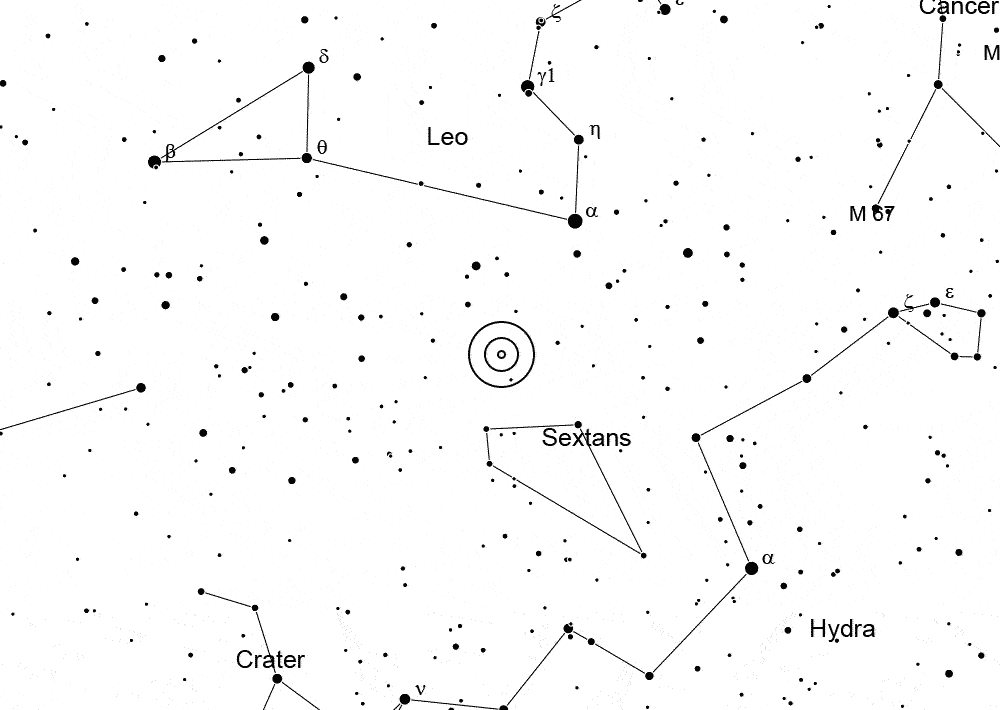 Cancer
ζ
ε
M
δ
γ1
Leo
η
β
θ
α
M 67
ζ
ε
Sextans
α
Hydra
Crater
ν